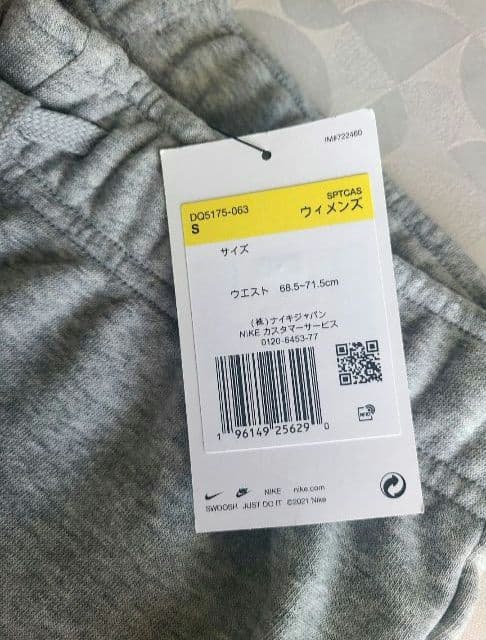 IM#722460
SPTCAS
DQ5175-063
ウィメンズ
S
サイズ
ウエスト 68.5~71.5cm
(株)ナイキジャパン
NIKE カスタマーサービス
0120-6453-77
1 96149 25629 0
NIKE nike.com
SWOOSH JUST DO IT ©2021 Nike